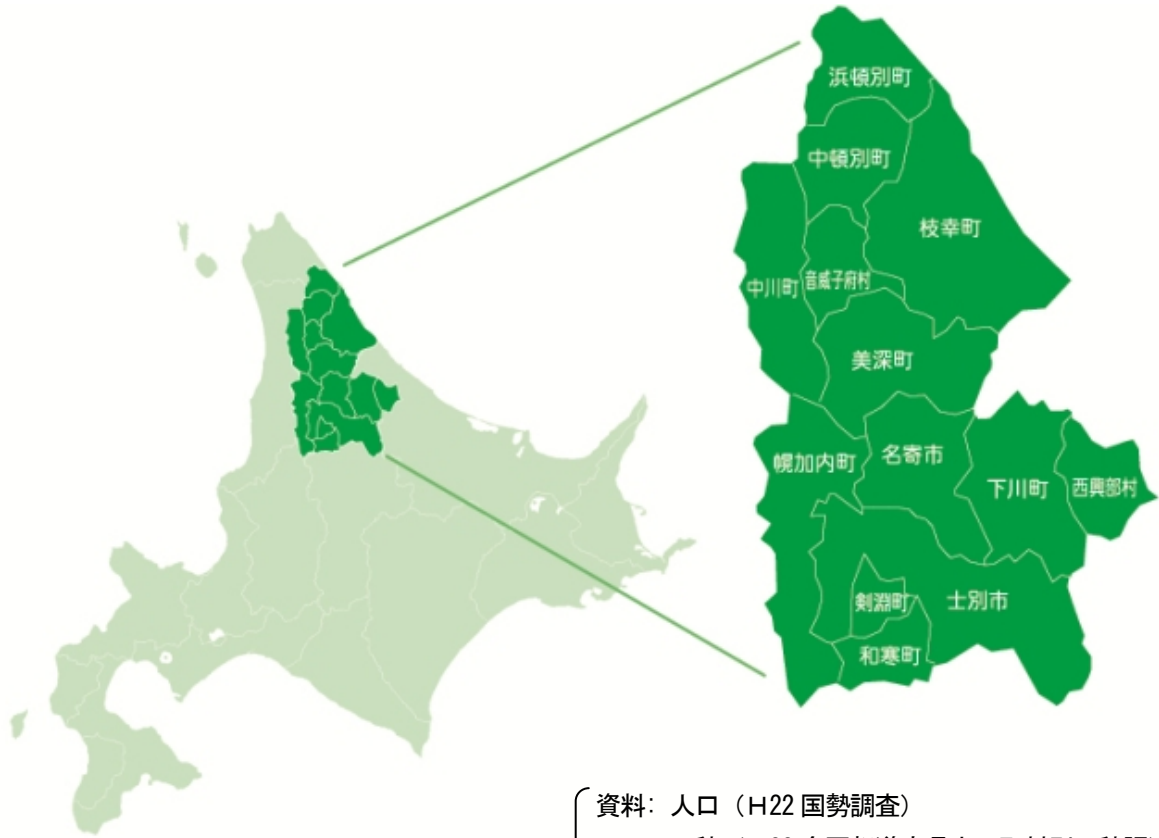 浜頓別町
中頓別町
枝幸町
中川町
音威子府村
美深町
幌加内町
名寄市
下川町
西興部村
剣淵町
士別市
和寒町
資料：人口（H22 国勢調査）